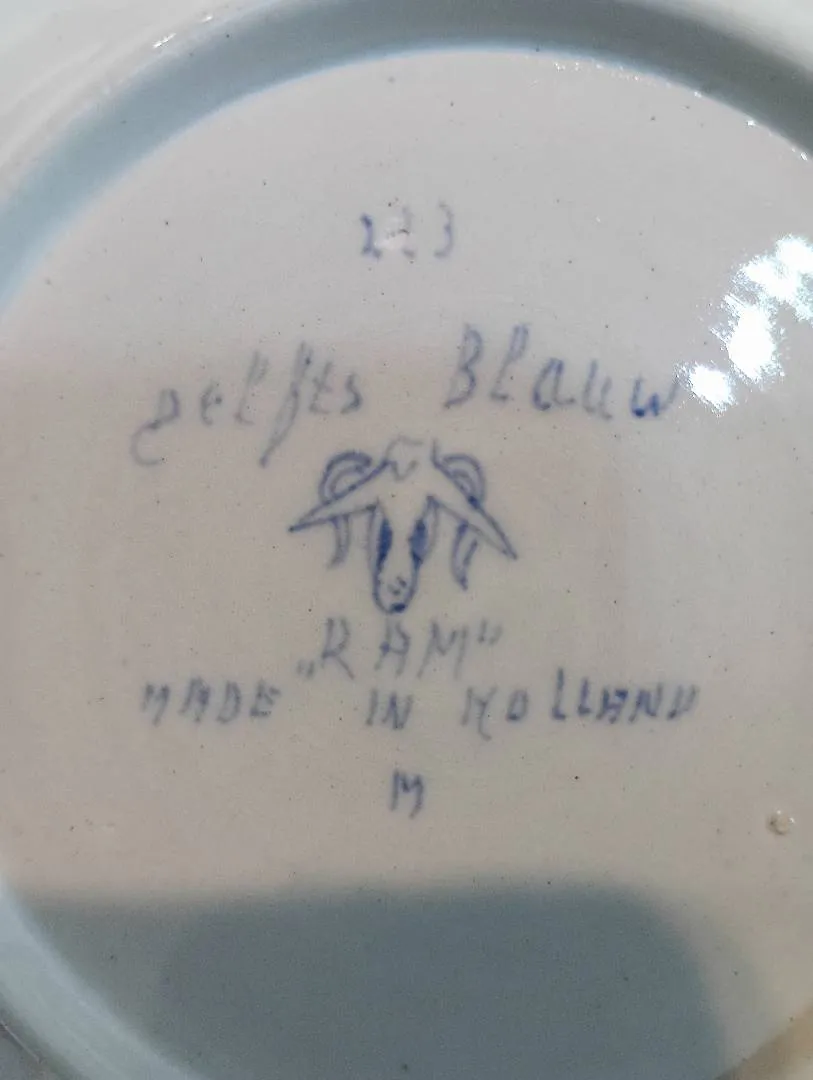 223
Delfts Blauw
„RAM"
MADE IN HOLLAND
M